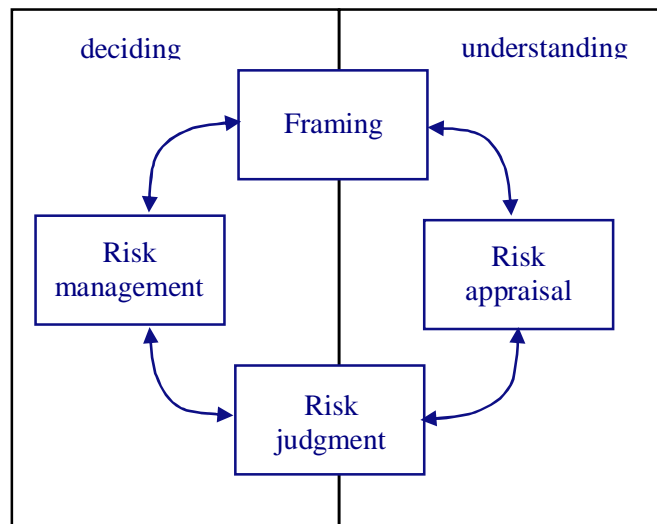 deciding
understanding
Framing
Risk
management
Risk
appraisal
Risk
judgment